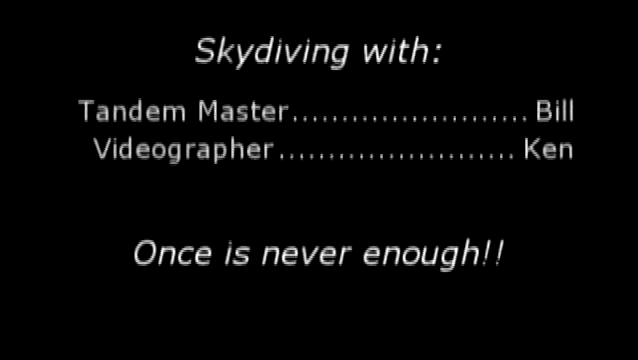 Skydiving with:
Tandem Master........................Bill
Videographer........................Ken
Once is never enough!!